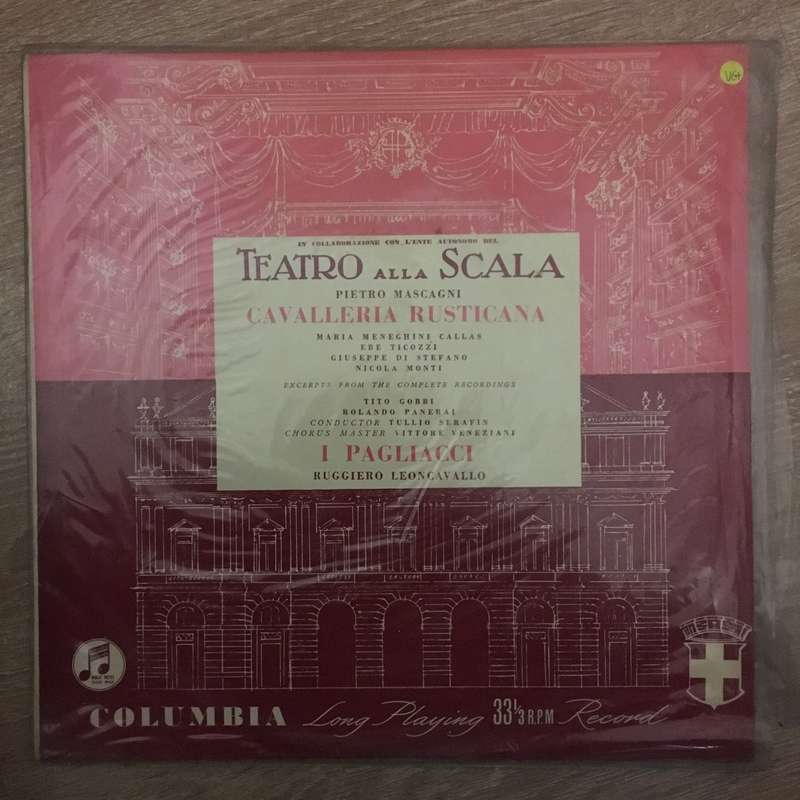 VG+
IN COLLABORAZIONE CON L'ENTE AUTONOMO DEL
TEATRO ALLA SCALA
PIETRO MASCAGNI
CAVALLERIA RUSTICANA
MARIA MENEGHINI CALLAS
EBE TICOZZI
GIUSEPPE DI STEFANO
NICOLA MONTI
EXCERPTS FROM THE COMPLETE RECORDINGS
TITO GOBBI
ROLANDO PANERAI
CONDUCTOR TULLIO SERAFIN
CHORUS MASTER VITTORE VENEZIANI
I PAGLIACCI
RUGGIERO LEONCAVALLO
COLUMBIA Long Playing 33⅓ R.P.M. Record